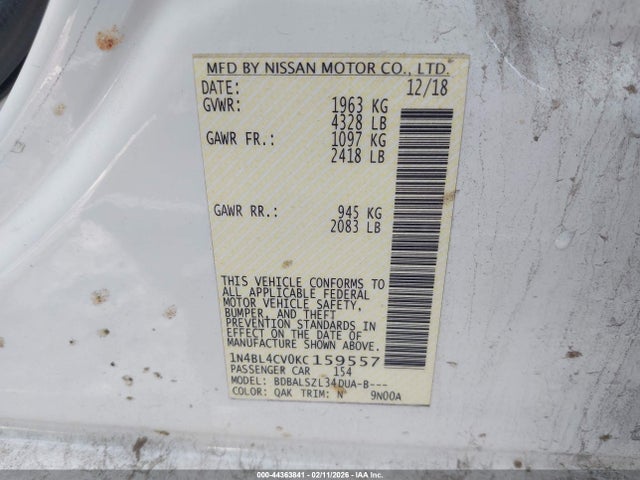 MFD BY NISSAN MOTOR CO., LTD.
DATE: 12/18
GVWR: 1963 KG
4328 LB
GAWR FR.: 1097 KG
2418 LB
GAWR RR.: 945 KG
2083 LB
THIS VEHICLE CONFORMS TO
ALL APPLICABLE FEDERAL
MOTOR VEHICLE SAFETY,
BUMPER, AND THEFT
PREVENTION STANDARDS IN
EFFECT ON THE DATE OF
MANUFACTURE SHOWN ABOVE.
1N4BL4CV0KC159557
PASSENGER CAR 154
MODEL: BDBALSZL34DUA-B---
COLOR: QAK TRIM: N 9N00A
000-44363841 - 02/11/2026 - IAA Inc.